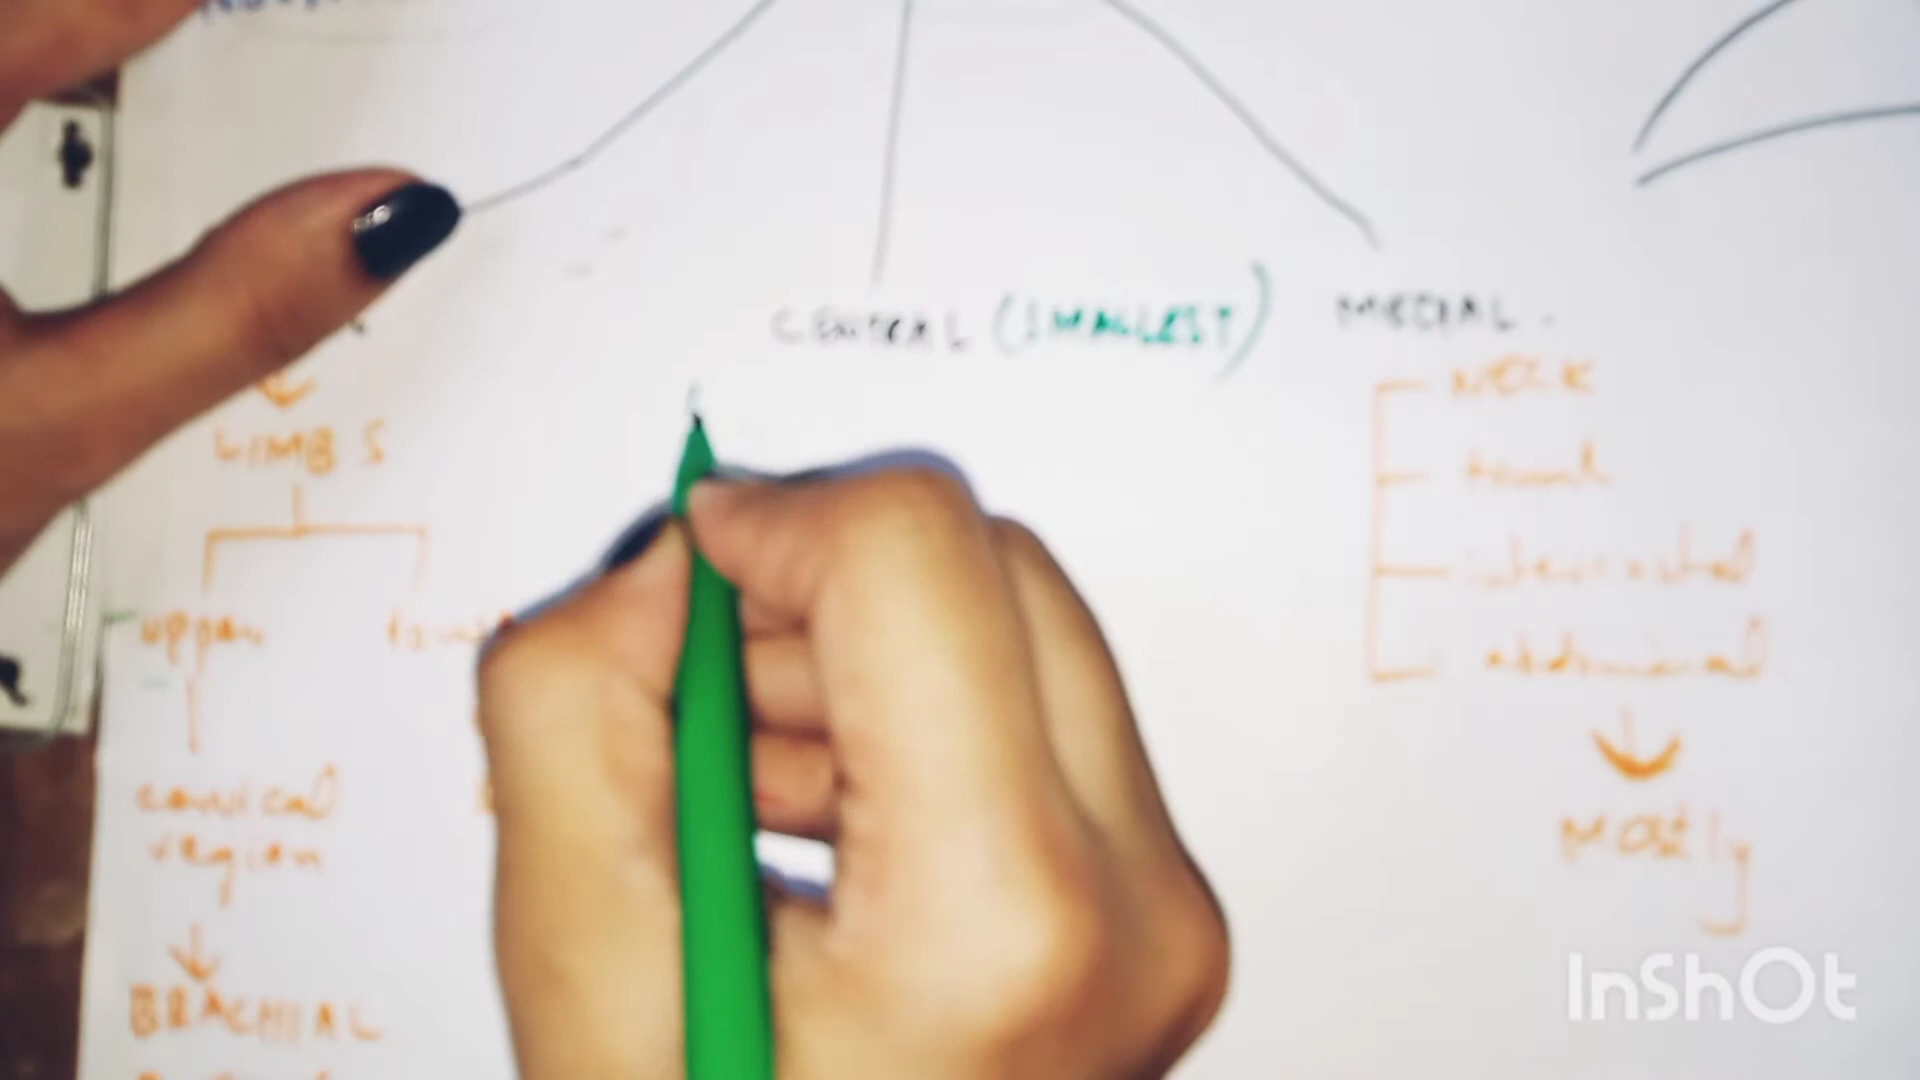 CENTRAL (SMALLEST)
MEDIAL.
NECK
trunk
intercostal
abdominal
Mostly
LIMBS
upper
cervical
region
BRACHIAL
InShOt